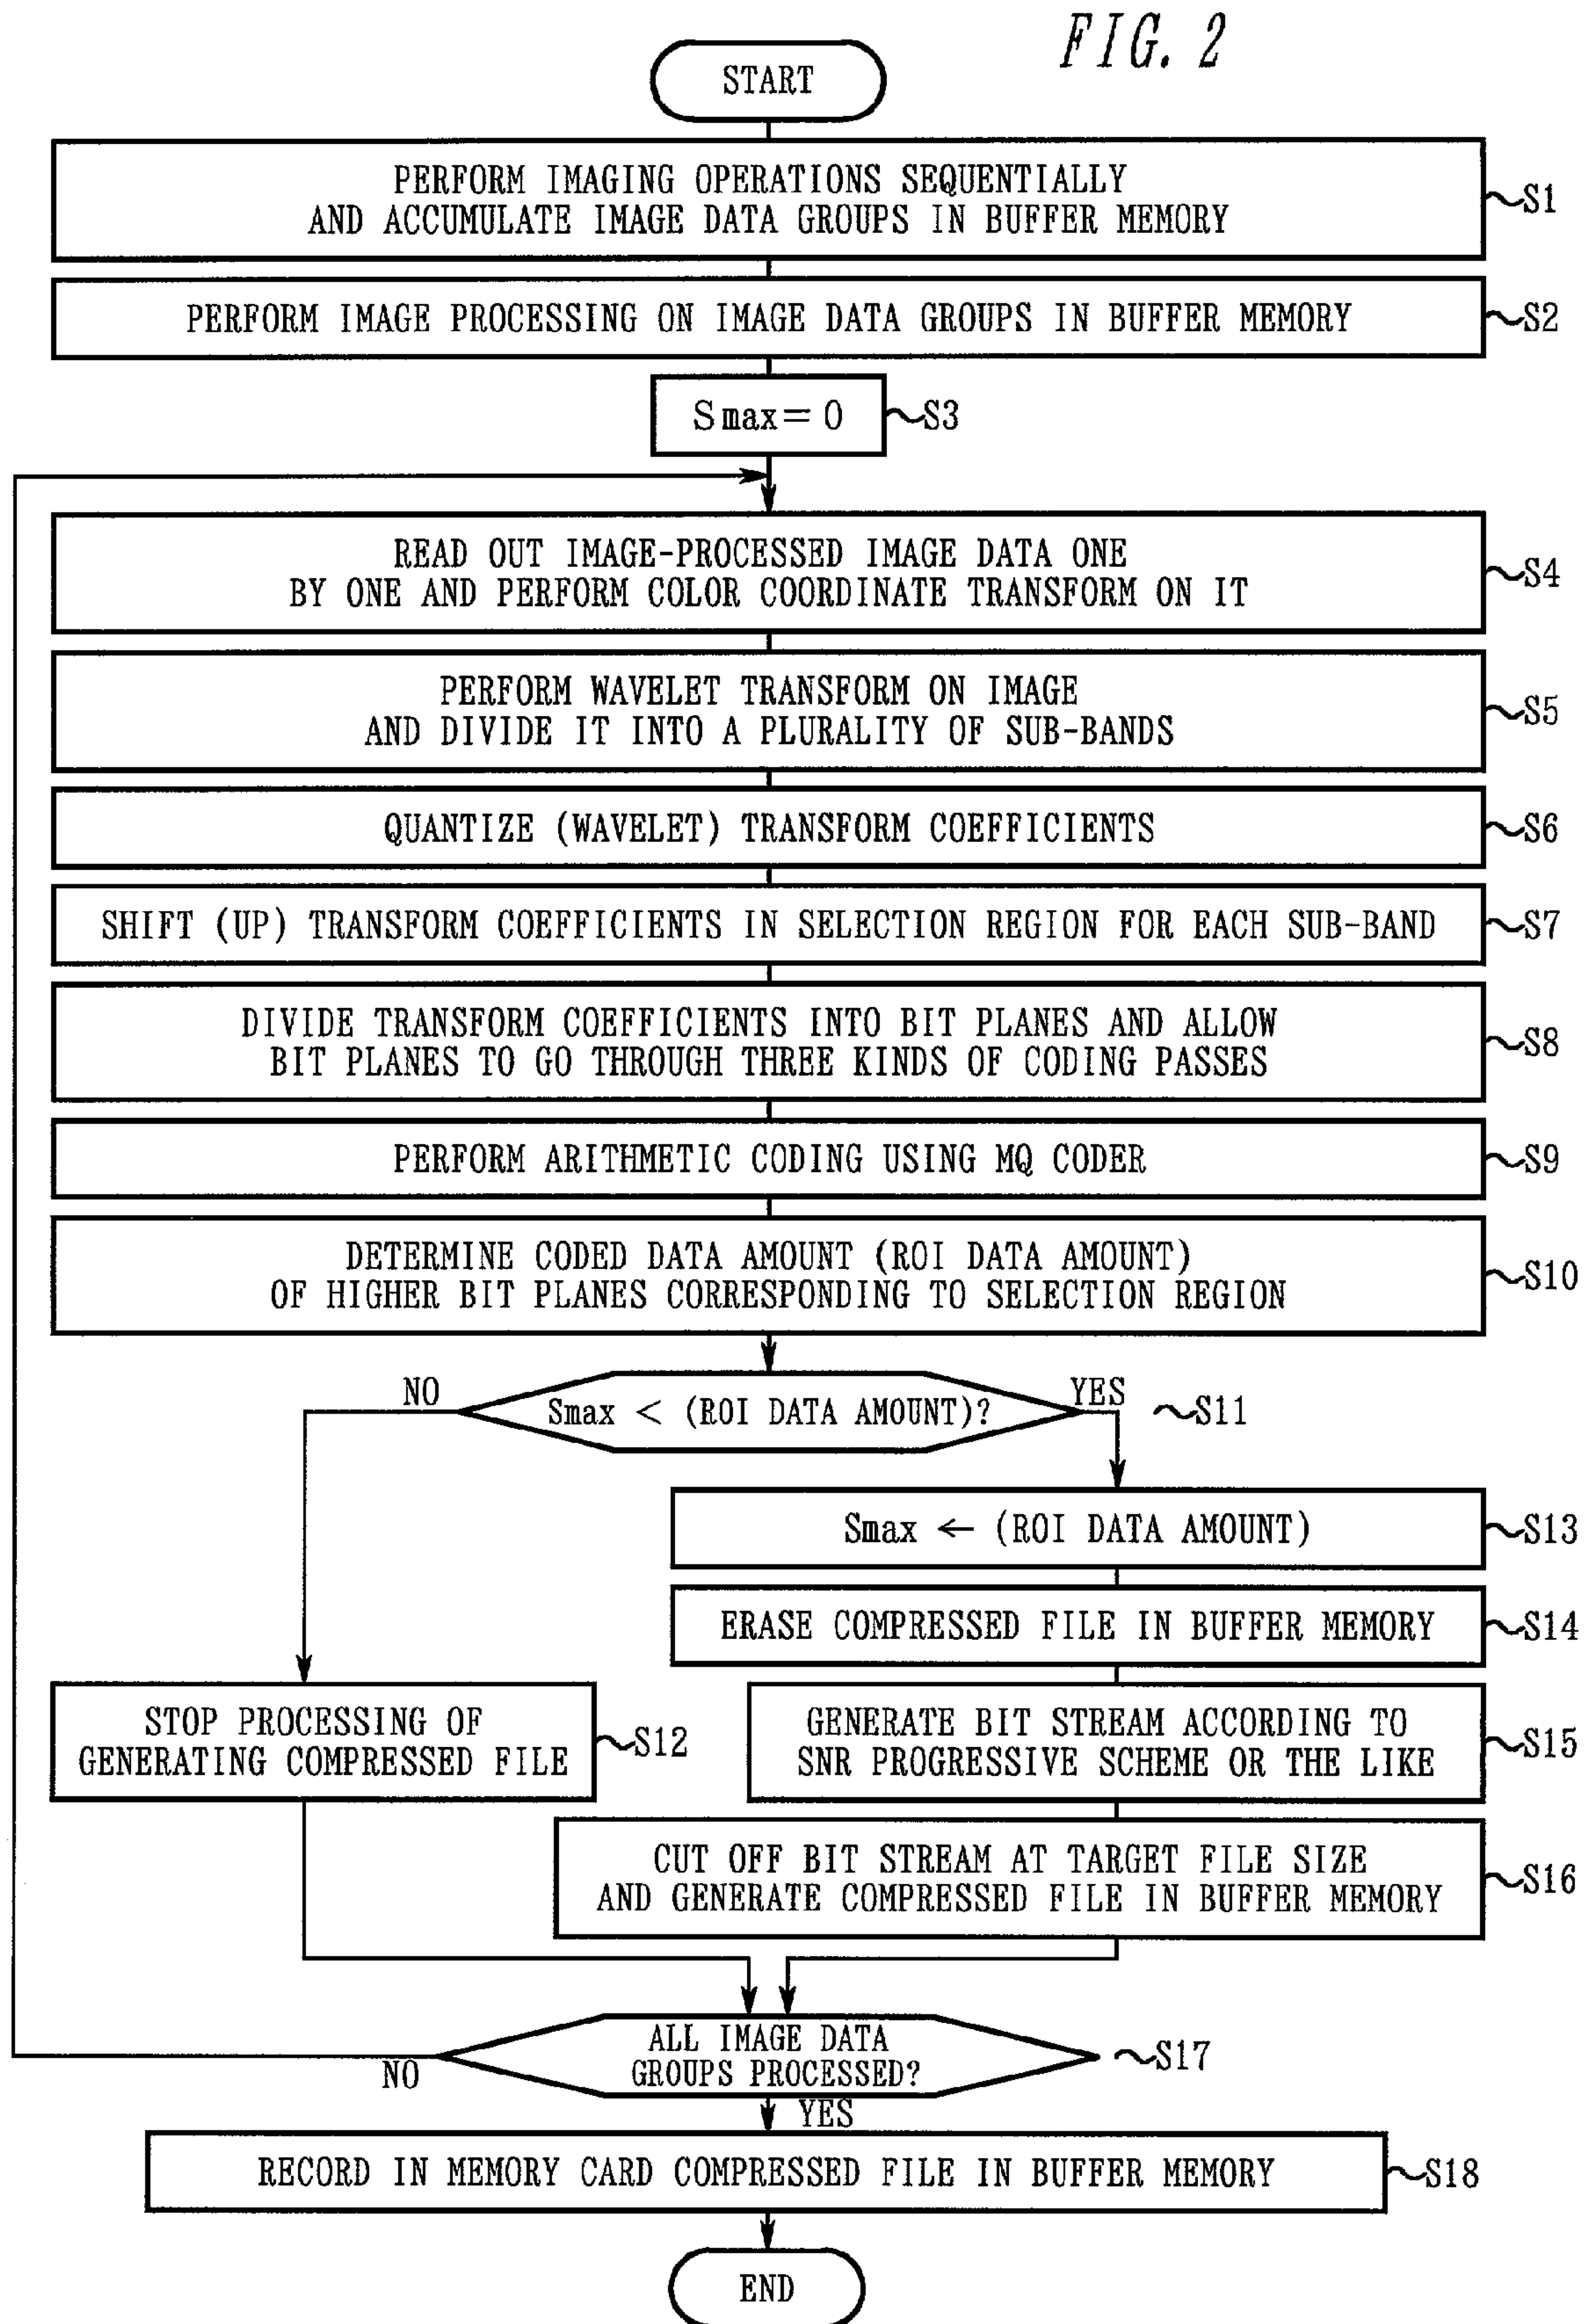 FIG. 2
START
PERFORM IMAGING OPERATIONS SEQUENTIALLY
AND ACCUMULATE IMAGE DATA GROUPS IN BUFFER MEMORY
S1
PERFORM IMAGE PROCESSING ON IMAGE DATA GROUPS IN BUFFER MEMORY
S2
Smax=0
S3
READ OUT IMAGE-PROCESSED IMAGE DATA ONE
BY ONE AND PERFORM COLOR COORDINATE TRANSFORM ON IT
S4
PERFORM WAVELET TRANSFORM ON IMAGE
AND DIVIDE IT INTO A PLURALITY OF SUB-BANDS
S5
QUANTIZE (WAVELET) TRANSFORM COEFFICIENTS
S6
SHIFT (UP) TRANSFORM COEFFICIENTS IN SELECTION REGION FOR EACH SUB-BAND
S7
DIVIDE TRANSFORM COEFFICIENTS INTO BIT PLANES AND ALLOW
BIT PLANES TO GO THROUGH THREE KINDS OF CODING PASSES
S8
PERFORM ARITHMETIC CODING USING MQ CODER
S9
DETERMINE CODED DATA AMOUNT (ROI DATA AMOUNT)
OF HIGHER BIT PLANES CORRESPONDING TO SELECTION REGION
S10
NO
Smax < (ROI DATA AMOUNT)?
YES
S11
Smax ← (ROI DATA AMOUNT)
S13
ERASE COMPRESSED FILE IN BUFFER MEMORY
S14
STOP PROCESSING OF
GENERATING COMPRESSED FILE
S12
GENERATE BIT STREAM ACCORDING TO
SNR PROGRESSIVE SCHEME OR THE LIKE
S15
CUT OFF BIT STREAM AT TARGET FILE SIZE
AND GENERATE COMPRESSED FILE IN BUFFER MEMORY
S16
ALL IMAGE DATA
GROUPS PROCESSED?
S17
NO
YES
RECORD IN MEMORY CARD COMPRESSED FILE IN BUFFER MEMORY
S18
END